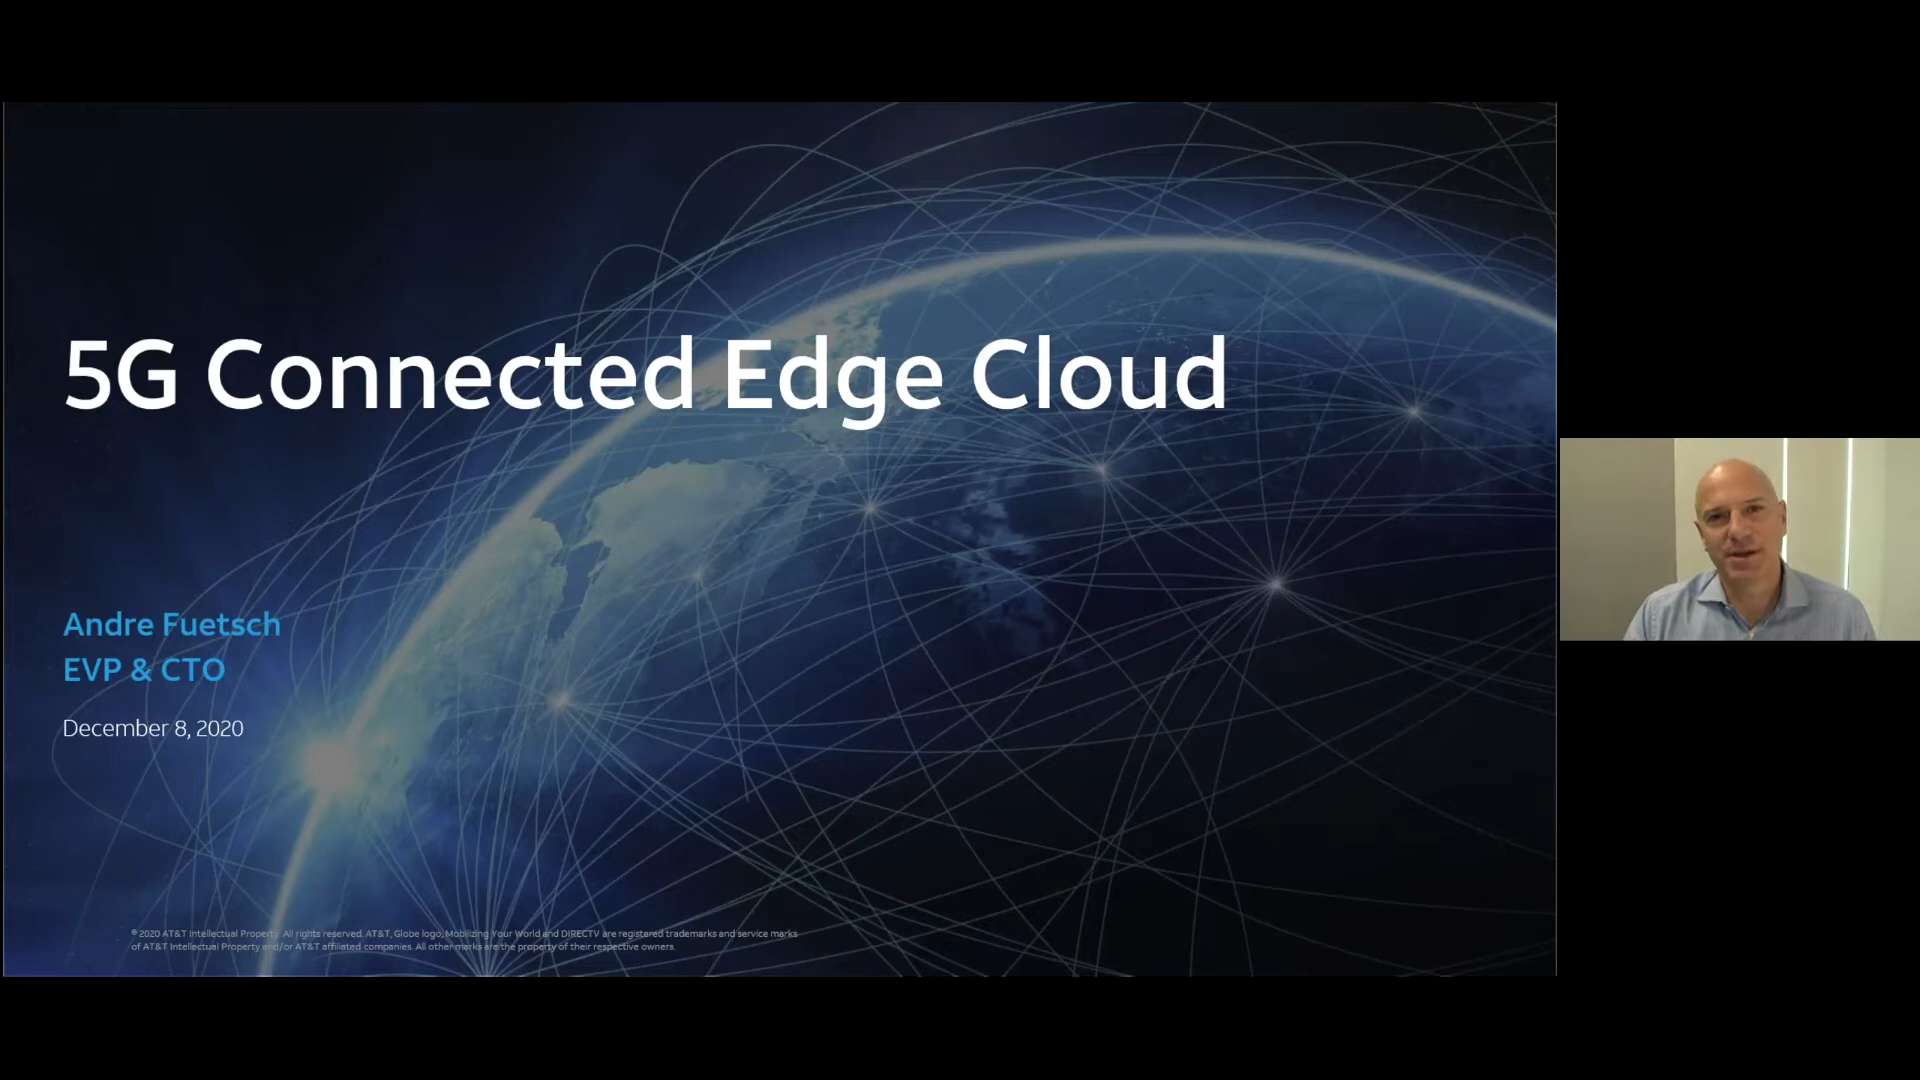 5G Connected Edge Cloud
Andre Fuetsch
EVP & CTO
December 8, 2020
© 2020 AT&T Intellectual Property. All rights reserved. AT&T, Globe logo, Mobilizing Your World and DIRECTV are registered trademarks and service marks
of AT&T Intellectual Property and/or AT&T affiliated companies. All other marks are the property of their respective owners.